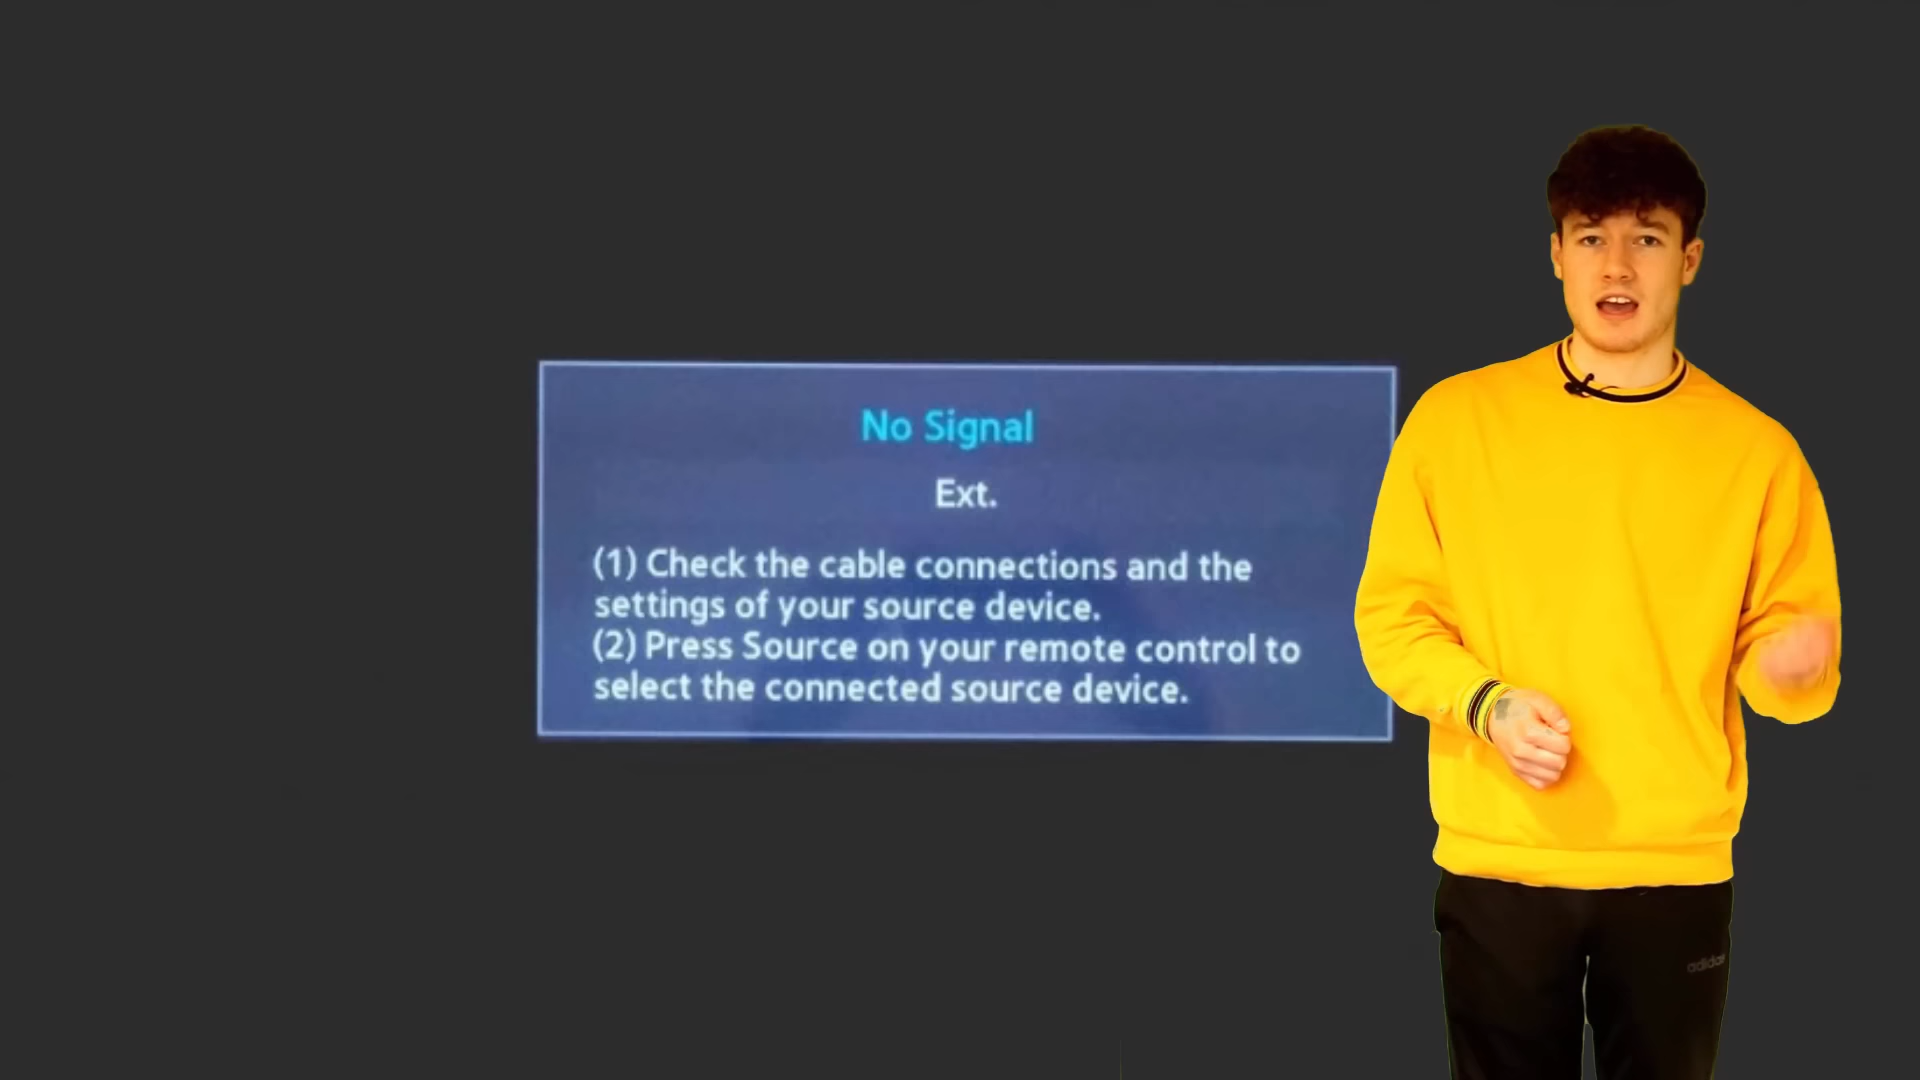 No Signal
Ext.
(1) Check the cable connections and the
settings of your source device.
(2) Press Source on your remote control to
select the connected source device.
adidas